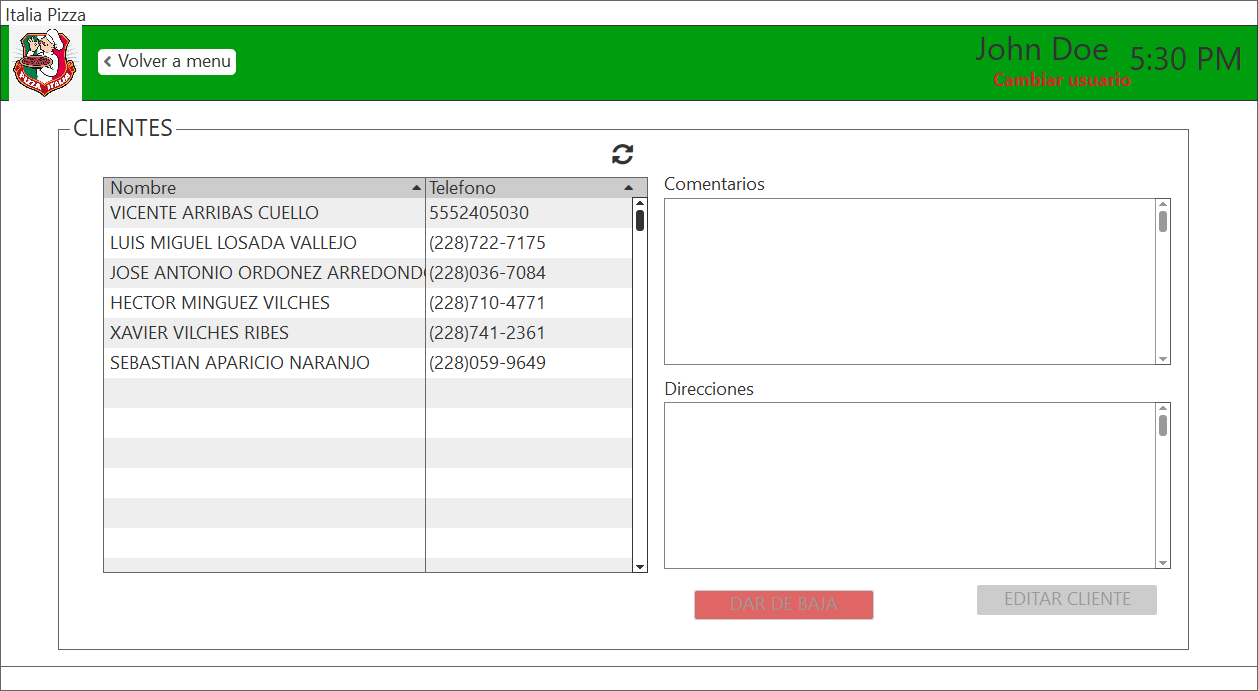 Italia Pizza
Volver a menu
John Doe
5:30 PM
Cambiar usuario
CLIENTES
Nombre Telefono
VICENTE ARRIBAS CUELLO 5552405030
LUIS MIGUEL LOSADA VALLEJO (228)722-7175
JOSE ANTONIO ORDONEZ ARREDOND (228)036-7084
HECTOR MINGUEZ VILCHES (228)710-4771
XAVIER VILCHES RIBES (228)741-2361
SEBASTIAN APARICIO NARANJO (228)059-9649
Comentarios
Direcciones
DAR DE BAJA
EDITAR CLIENTE